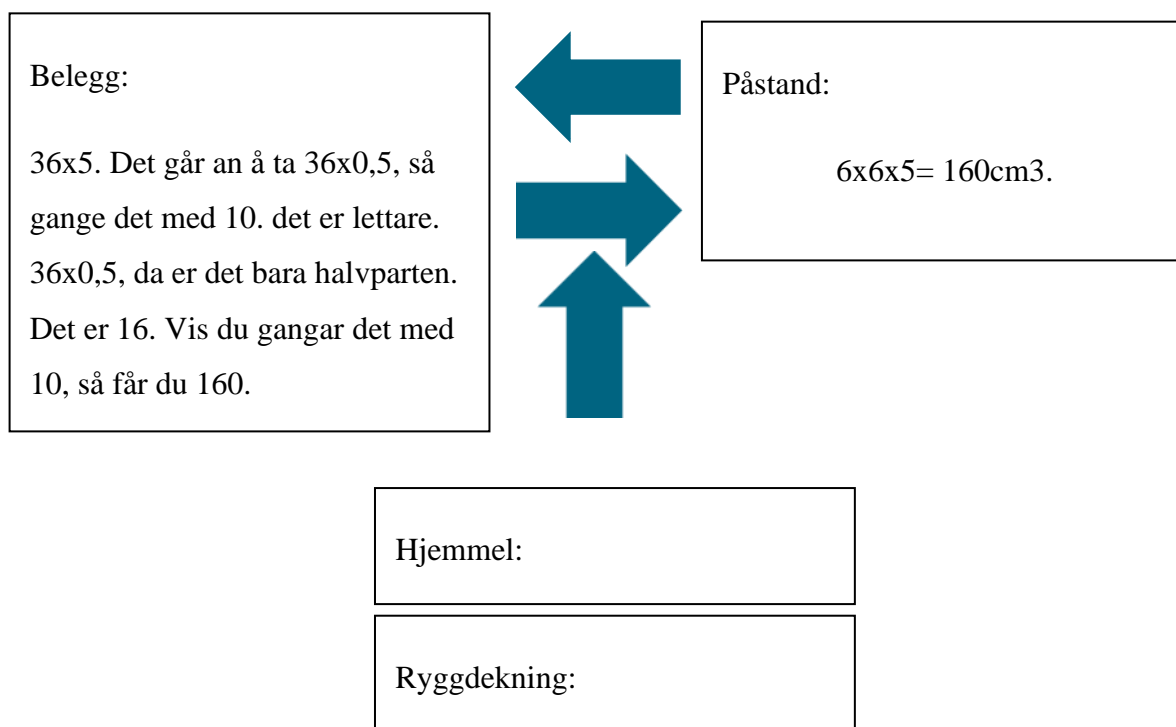 Belegg:
36x5. Det går an å ta 36x0,5, så
gange det med 10. det er lettare.
36x0,5, da er det bara halvparten.
Det er 16. Vis du gangar det med
10, så får du 160.
Påstand:
6x6x5= 160cm3.
Hjemmel:
Ryggdekning: